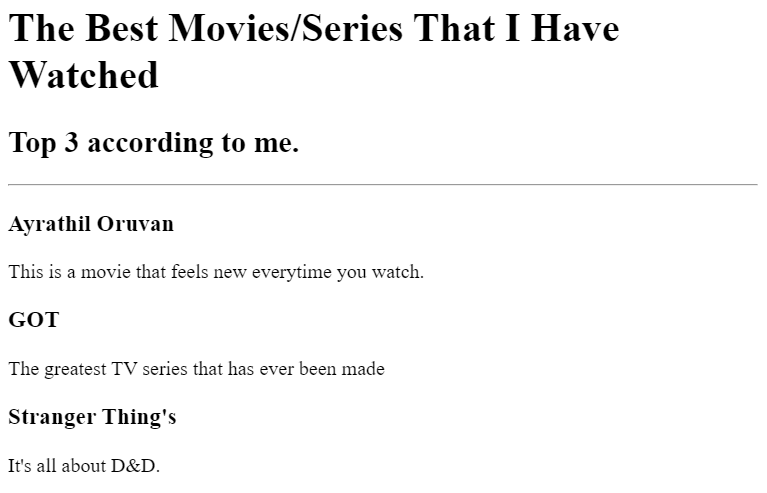 The Best Movies/Series That I Have
Watched
Top 3 according to me.
Ayrathil Oruvan
This is a movie that feels new everytime you watch.
GOT
The greatest TV series that has ever been made
Stranger Thing's
It's all about D&D.